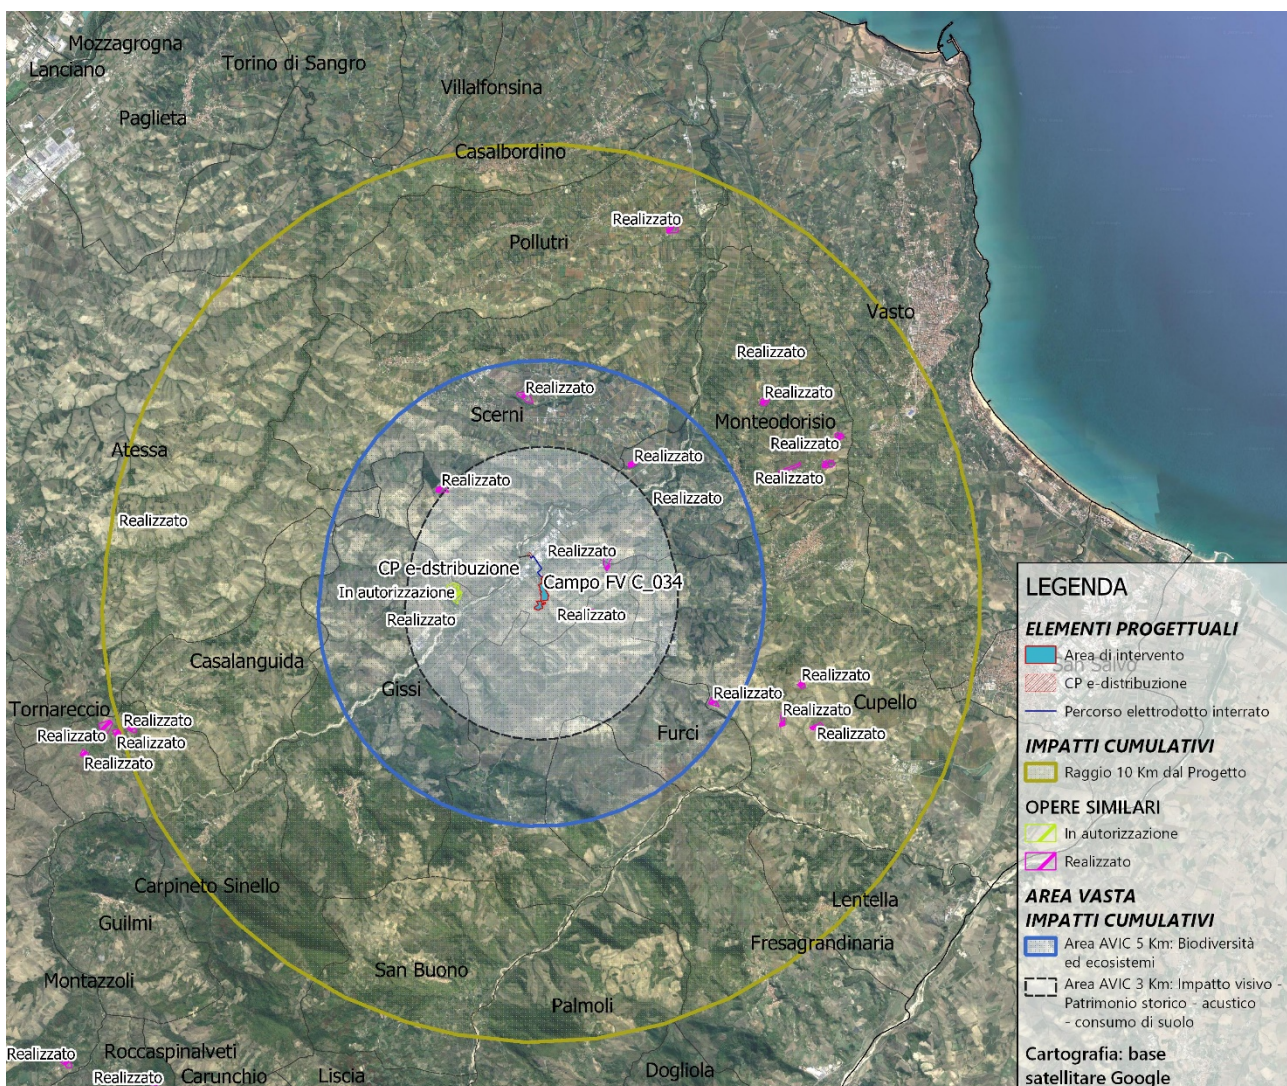 Mozzagrogna
Lanciano
Torino di Sangro
Villalfonsina
Paglieta
Casalbordino
Realizzato
Pollutri
Vasto
Realizzato
Realizzato
Realizzato
Scerni
Monteodorisio
Atessa
Realizzato
Realizzato
Realizzato
Realizzato
Realizzato
Realizzato
Realizzato
CP e-dstribuzione
Campo FV C_034
In autorizzazione
Realizzato
Realizzato
Casalanguida
Gissi
Realizzato
Realizzato
Cupello
Tornareccio
Realizzato
Realizzato
Realizzato
Realizzato
Furci
Realizzato
Realizzato
Carpineto Sinello
Guilmi
Lentella
Fresagrandinaria
San Buono
Montazzoli
Palmoli
Roccaspinalveti
Realizzato
Realizzato
Carunchio
Liscia
Dogliola
San Salvo
LEGENDA
ELEMENTI PROGETTUALI
Area di intervento
CP e-distribuzione
Percorso elettrodotto interrato
IMPATTI CUMULATIVI
Raggio 10 Km dal Progetto
OPERE SIMILARI
In autorizzazione
Realizzato
AREA VASTA
IMPATTI CUMULATIVI
Area AVIC 5 Km: Biodiversità
ed ecosistemi
Area AVIC 3 Km: Impatto visivo -
Patrimonio storico - acustico
- consumo di suolo
Cartografia: base
satellitare Google